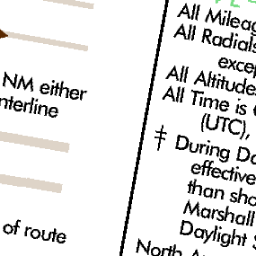 NM either
nterline
of route
All Mileag
All Radials
excep
All Altitude
All Time is
(UTC),
‡ During Da
effective
than sho
Marshall
Daylight S
North A